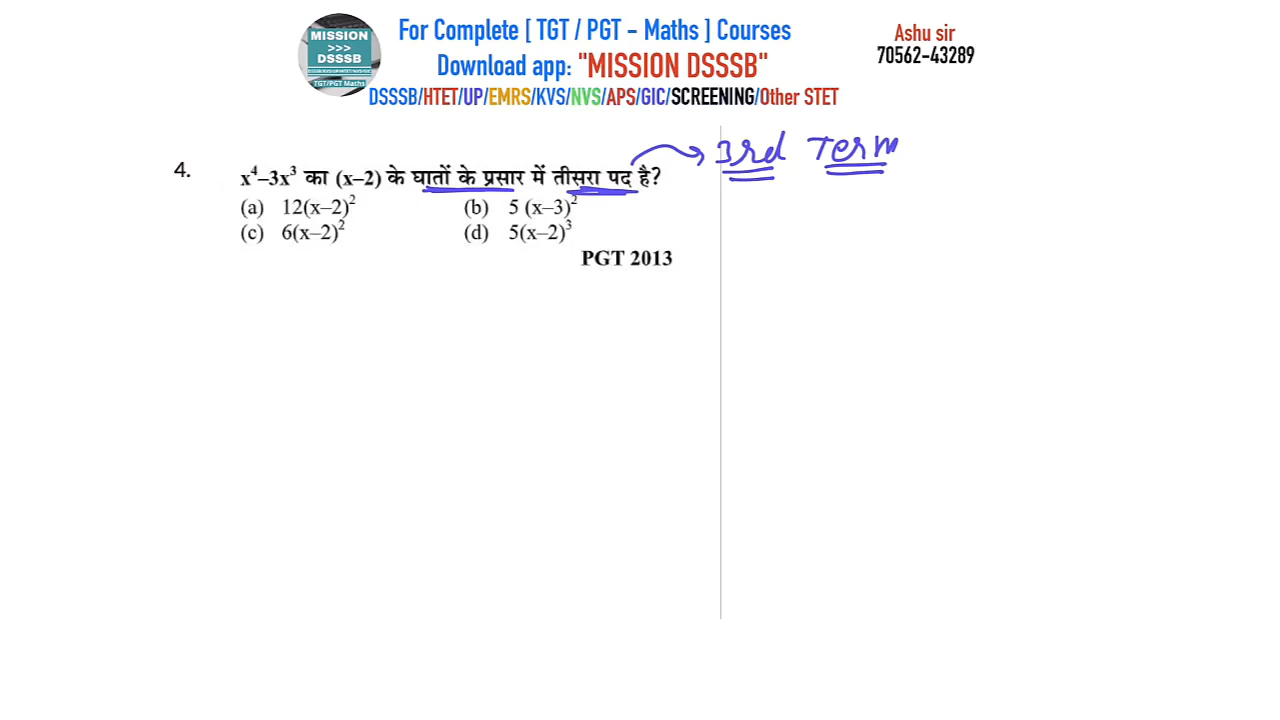 MISSION
>>>
DSSSB
TGT/PGT Maths
For Complete [ TGT / PGT - Maths ] Courses
Download app: "MISSION DSSSB"
DSSSB/HTET/UP/EMRS/KVS/NVS/APS/GIC/SCREENING/Other STET
Ashu sir
70562-43289
3rd Term
4. x⁴–3x³ का (x–2) के घातों के प्रसार में तीसरा पद है?
(a) 12(x–2)² (b) 5 (x–3)²
(c) 6(x–2)² (d) 5(x–2)³
PGT 2013